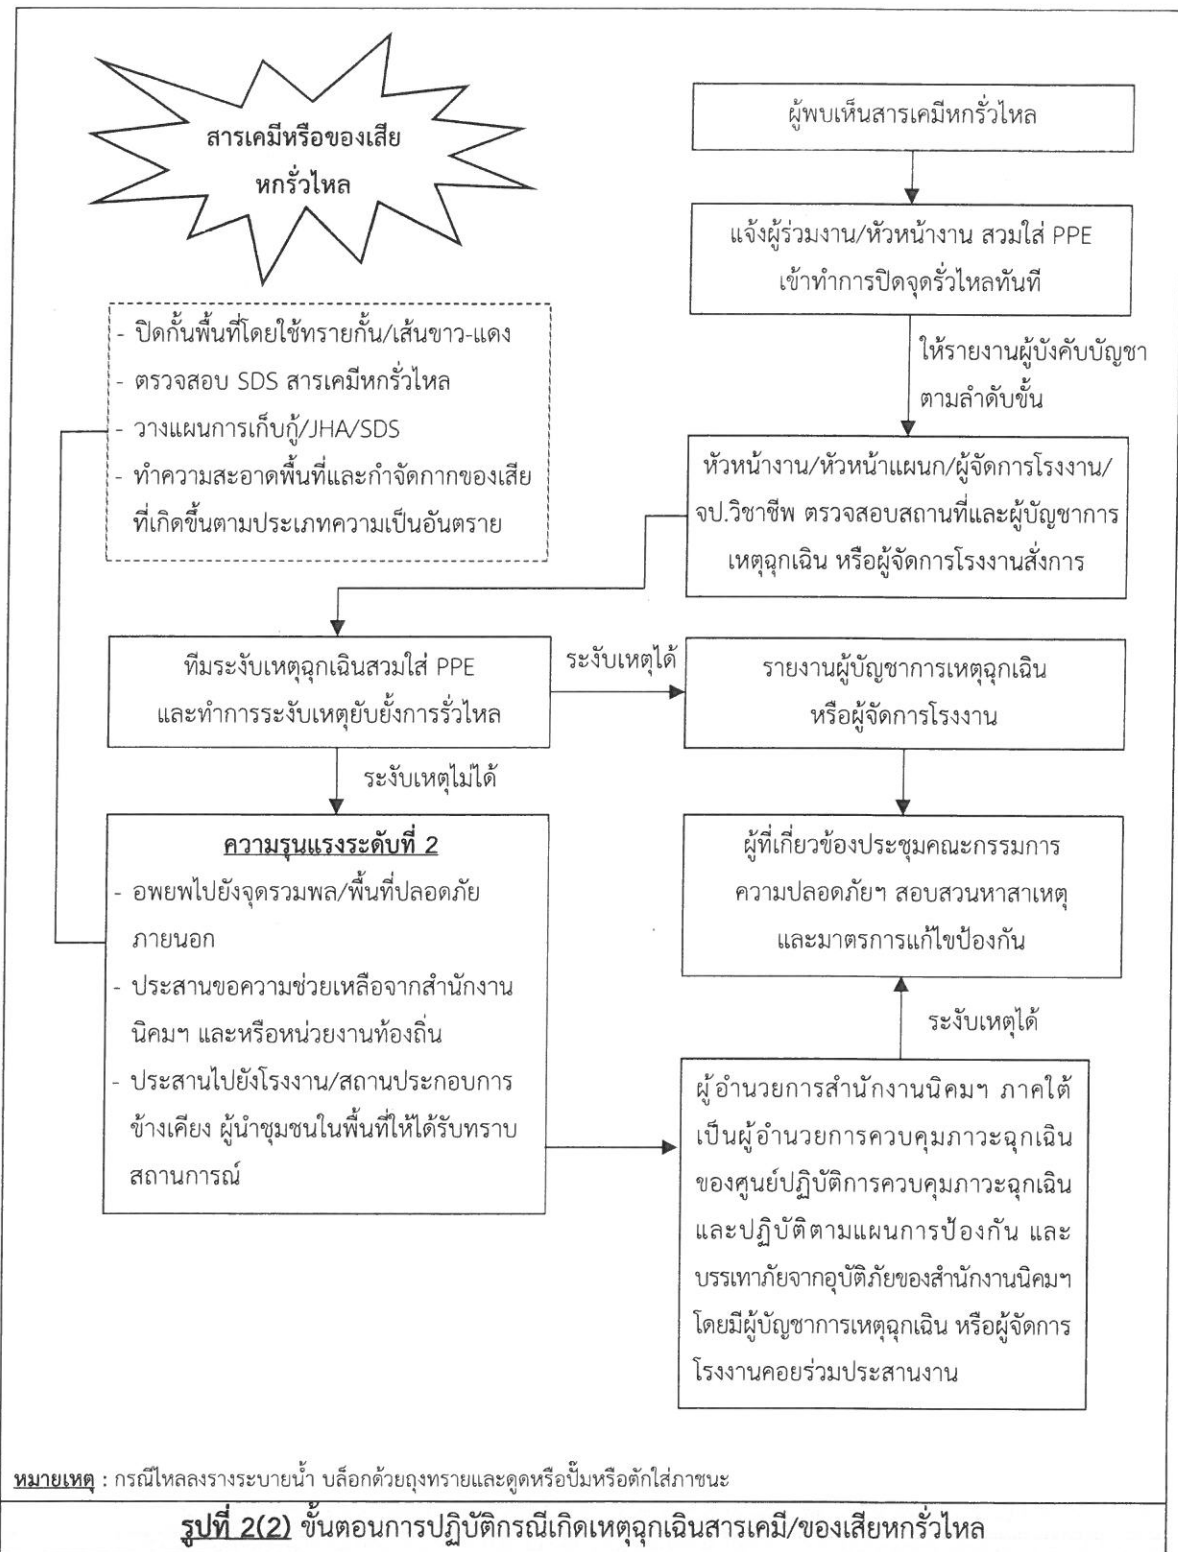 สารเคมีหรือของเสีย
หกรั่วไหล
ผู้พบเห็นสารเคมีหกรั่วไหล
แจ้งผู้ร่วมงาน/หัวหน้างาน สวมใส่ PPE
เข้าทำการปิดจุดรั่วไหลทันที
ให้รายงานผู้บังคับบัญชา
ตามลำดับขั้น
- ปิดกั้นพื้นที่โดยใช้ทรายกั้น/เส้นขาว-แดง
- ตรวจสอบ SDS สารเคมีหกรั่วไหล
- วางแผนการเก็บกู้/JHA/SDS
- ทำความสะอาดพื้นที่และกำจัดกากของเสีย
ที่เกิดขึ้นตามประเภทความเป็นอันตราย
หัวหน้างาน/หัวหน้าแผนก/ผู้จัดการโรงงาน/
จป.วิชาชีพ ตรวจสอบสถานที่และผู้บัญชาการ
เหตุฉุกเฉิน หรือผู้จัดการโรงงานสั่งการ
ทีมระงับเหตุฉุกเฉินสวมใส่ PPE
และทำการระงับเหตุยับยั้งการรั่วไหล
ระงับเหตุได้
รายงานผู้บัญชาการเหตุฉุกเฉิน
หรือผู้จัดการโรงงาน
ระงับเหตุไม่ได้
ความรุนแรงระดับที่ 2
- อพยพไปยังจุดรวมพล/พื้นที่ปลอดภัย
ภายนอก
- ประสานขอความช่วยเหลือจากสำนักงาน
นิคมฯ และหรือหน่วยงานท้องถิ่น
- ประสานไปยังโรงงาน/สถานประกอบการ
ข้างเคียง ผู้นำชุมชนในพื้นที่ให้ได้รับทราบ
สถานการณ์
ผู้ที่เกี่ยวข้องประชุมคณะกรรมการ
ความปลอดภัยฯ สอบสวนหาสาเหตุ
และมาตรการแก้ไขป้องกัน
ระงับเหตุได้
ผู้อำนวยการสำนักงานนิคมฯ ภาคใต้
เป็นผู้อำนวยการควบคุมภาวะฉุกเฉิน
ของศูนย์ปฏิบัติการควบคุมภาวะฉุกเฉิน
และปฏิบัติตามแผนการป้องกัน และ
บรรเทาภัยจากอุบัติภัยของสำนักงานนิคมฯ
โดยมีผู้บัญชาการเหตุฉุกเฉิน หรือผู้จัดการ
โรงงานคอยร่วมประสานงาน
หมายเหตุ : กรณีไหลลงรางระบายน้ำ บล็อกด้วยถุงทรายและดูดหรือปั๊มหรือตักใส่ภาชนะ
รูปที่ 2(2) ขั้นตอนการปฏิบัติกรณีเกิดเหตุฉุกเฉินสารเคมี/ของเสียหกรั่วไหล